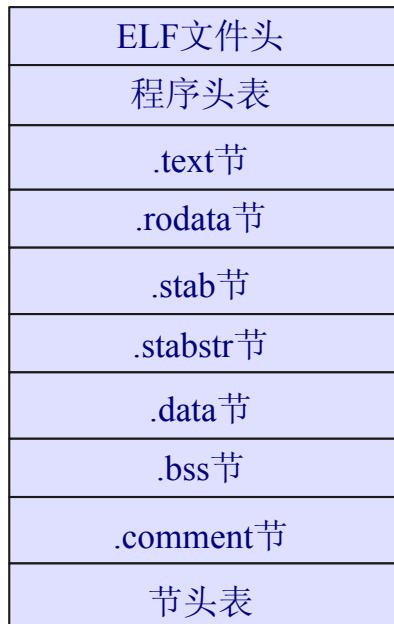 ELF文件头
程序头表
.text节
.rodata节
.stab节
.stabstr节
.data节
.bss节
.comment节
节头表